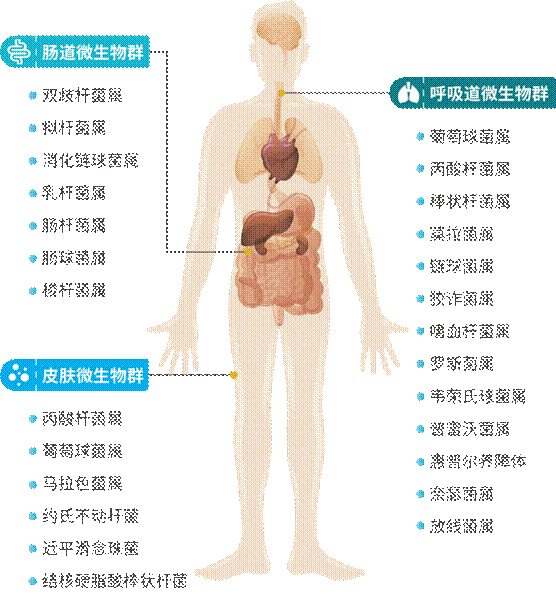 肠道微生物群
双歧杆菌属
拟杆菌属
消化链球菌属
乳杆菌属
肠杆菌属
肠球菌属
梭杆菌属
呼吸道微生物群
葡萄球菌属
丙酸杆菌属
棒状杆菌属
莫拉菌属
链球菌属
狡诈菌属
嗜血杆菌属
罗斯菌属
韦荣氏球菌属
普雷沃菌属
惠普尔养障体
奈瑟菌属
放线菌属
皮肤微生物群
丙酸杆菌属
葡萄球菌属
马拉色菌属
约氏不动杆菌
近平滑念珠菌
结核硬脂酸棒状杆菌